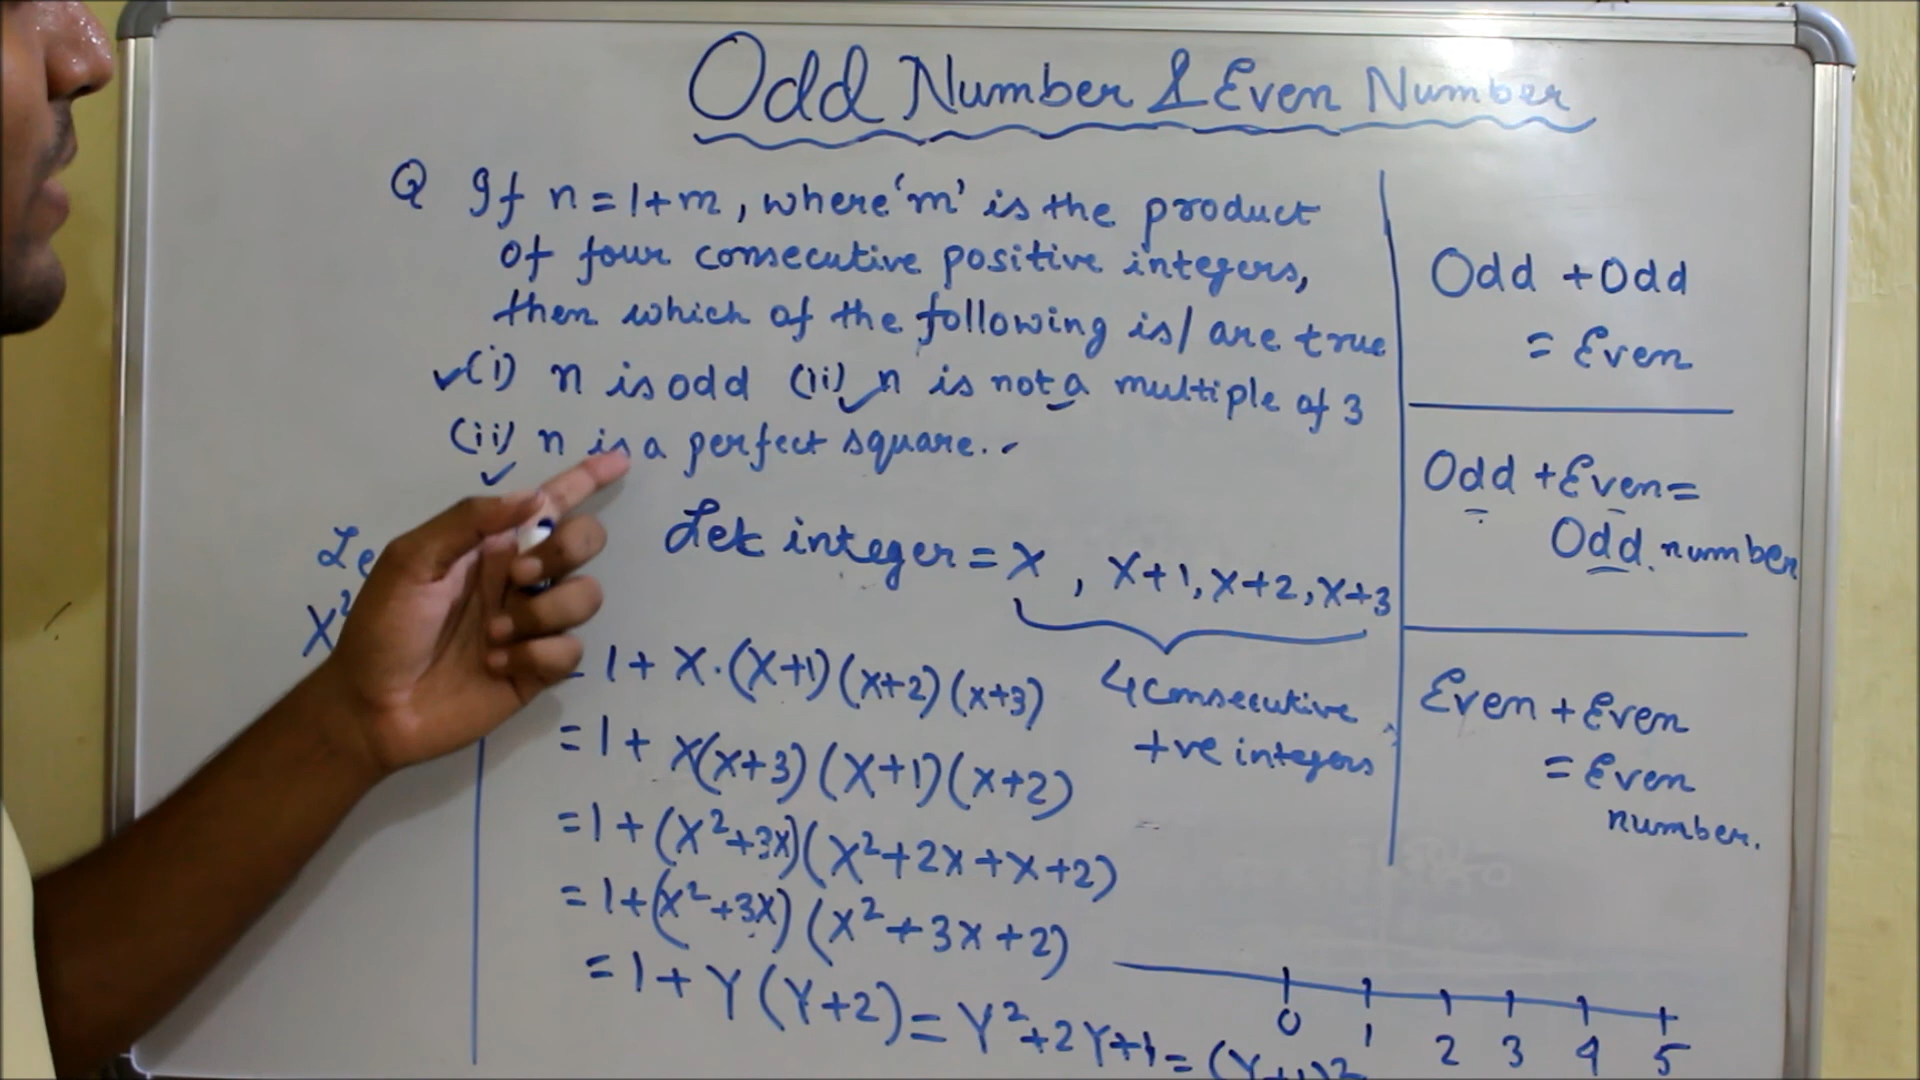 Odd Number & Even Number
Q If n = 1+m, where 'm' is the product
of four consecutive positive integers,
then which of the following is/are true
✓(i) n is odd (ii) n is not a multiple of 3
(ii) n is a perfect square.
Let integer = x, x+1, x+2, x+3
4 consecutive
+ve integers
Le
x²
= 1 + x·(x+1)(x+2)(x+3)
= 1 + x(x+3)(x+1)(x+2)
= 1 + (x²+3x)(x²+2x+x+2)
= 1+(x²+3x)(x²+3x+2)
= 1+Y(Y+2) = Y²+2Y+1 = (Y+1)²
Odd + Odd
= Even
Odd + Even =
Odd. number
Even + Even
= Even
number.
0 1 2 3 4 5